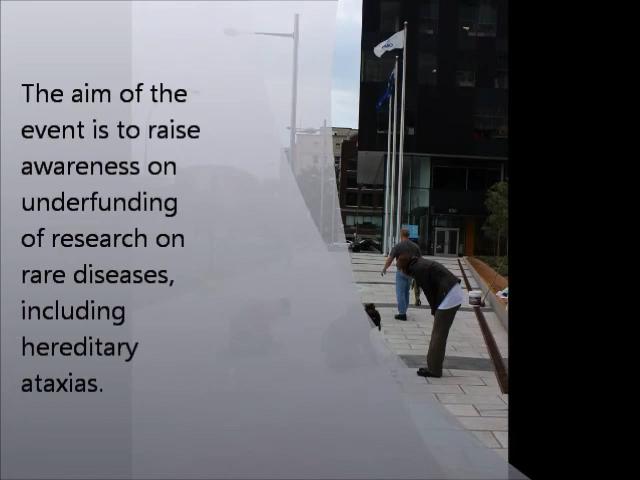 The aim of the
event is to raise
awareness on
underfunding
of research on
rare diseases,
including
hereditary
ataxias.